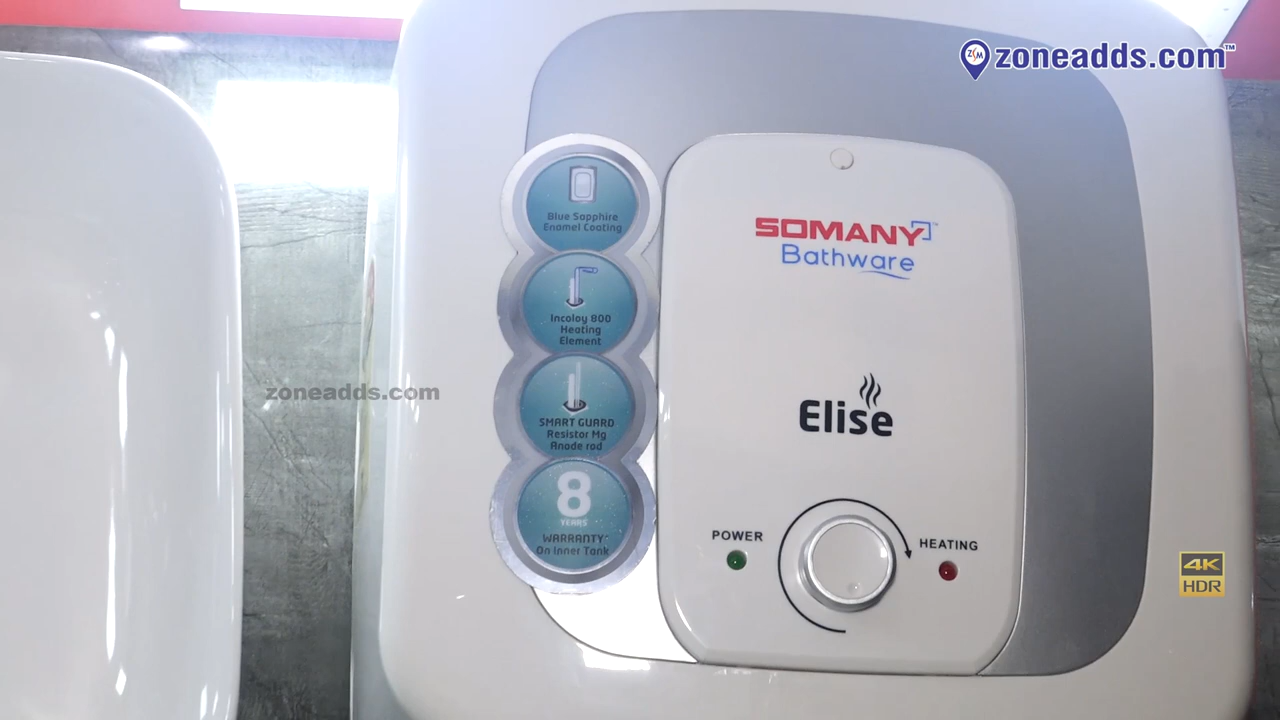 zoneadds.com™
Blue Sapphire
Enamel Coating
Incoloy 800
Heating
Element
SMART GUARD
Resistor Mg
Anode rod
8
YEARS
WARRANTY*
On Inner Tank
SOMANY™
Bathware
Elise
POWER
HEATING
zoneadds.com
4K
HDR